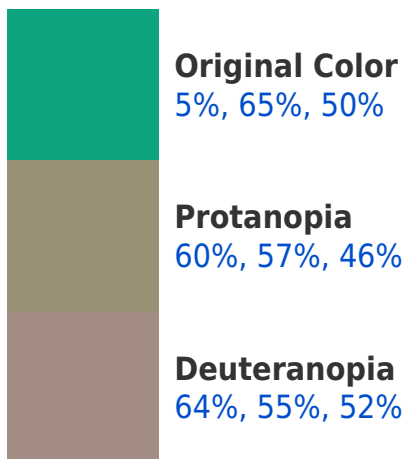 Original Color
5%, 65%, 50%
Protanopia
60%, 57%, 46%
Deuteranopia
64%, 55%, 52%